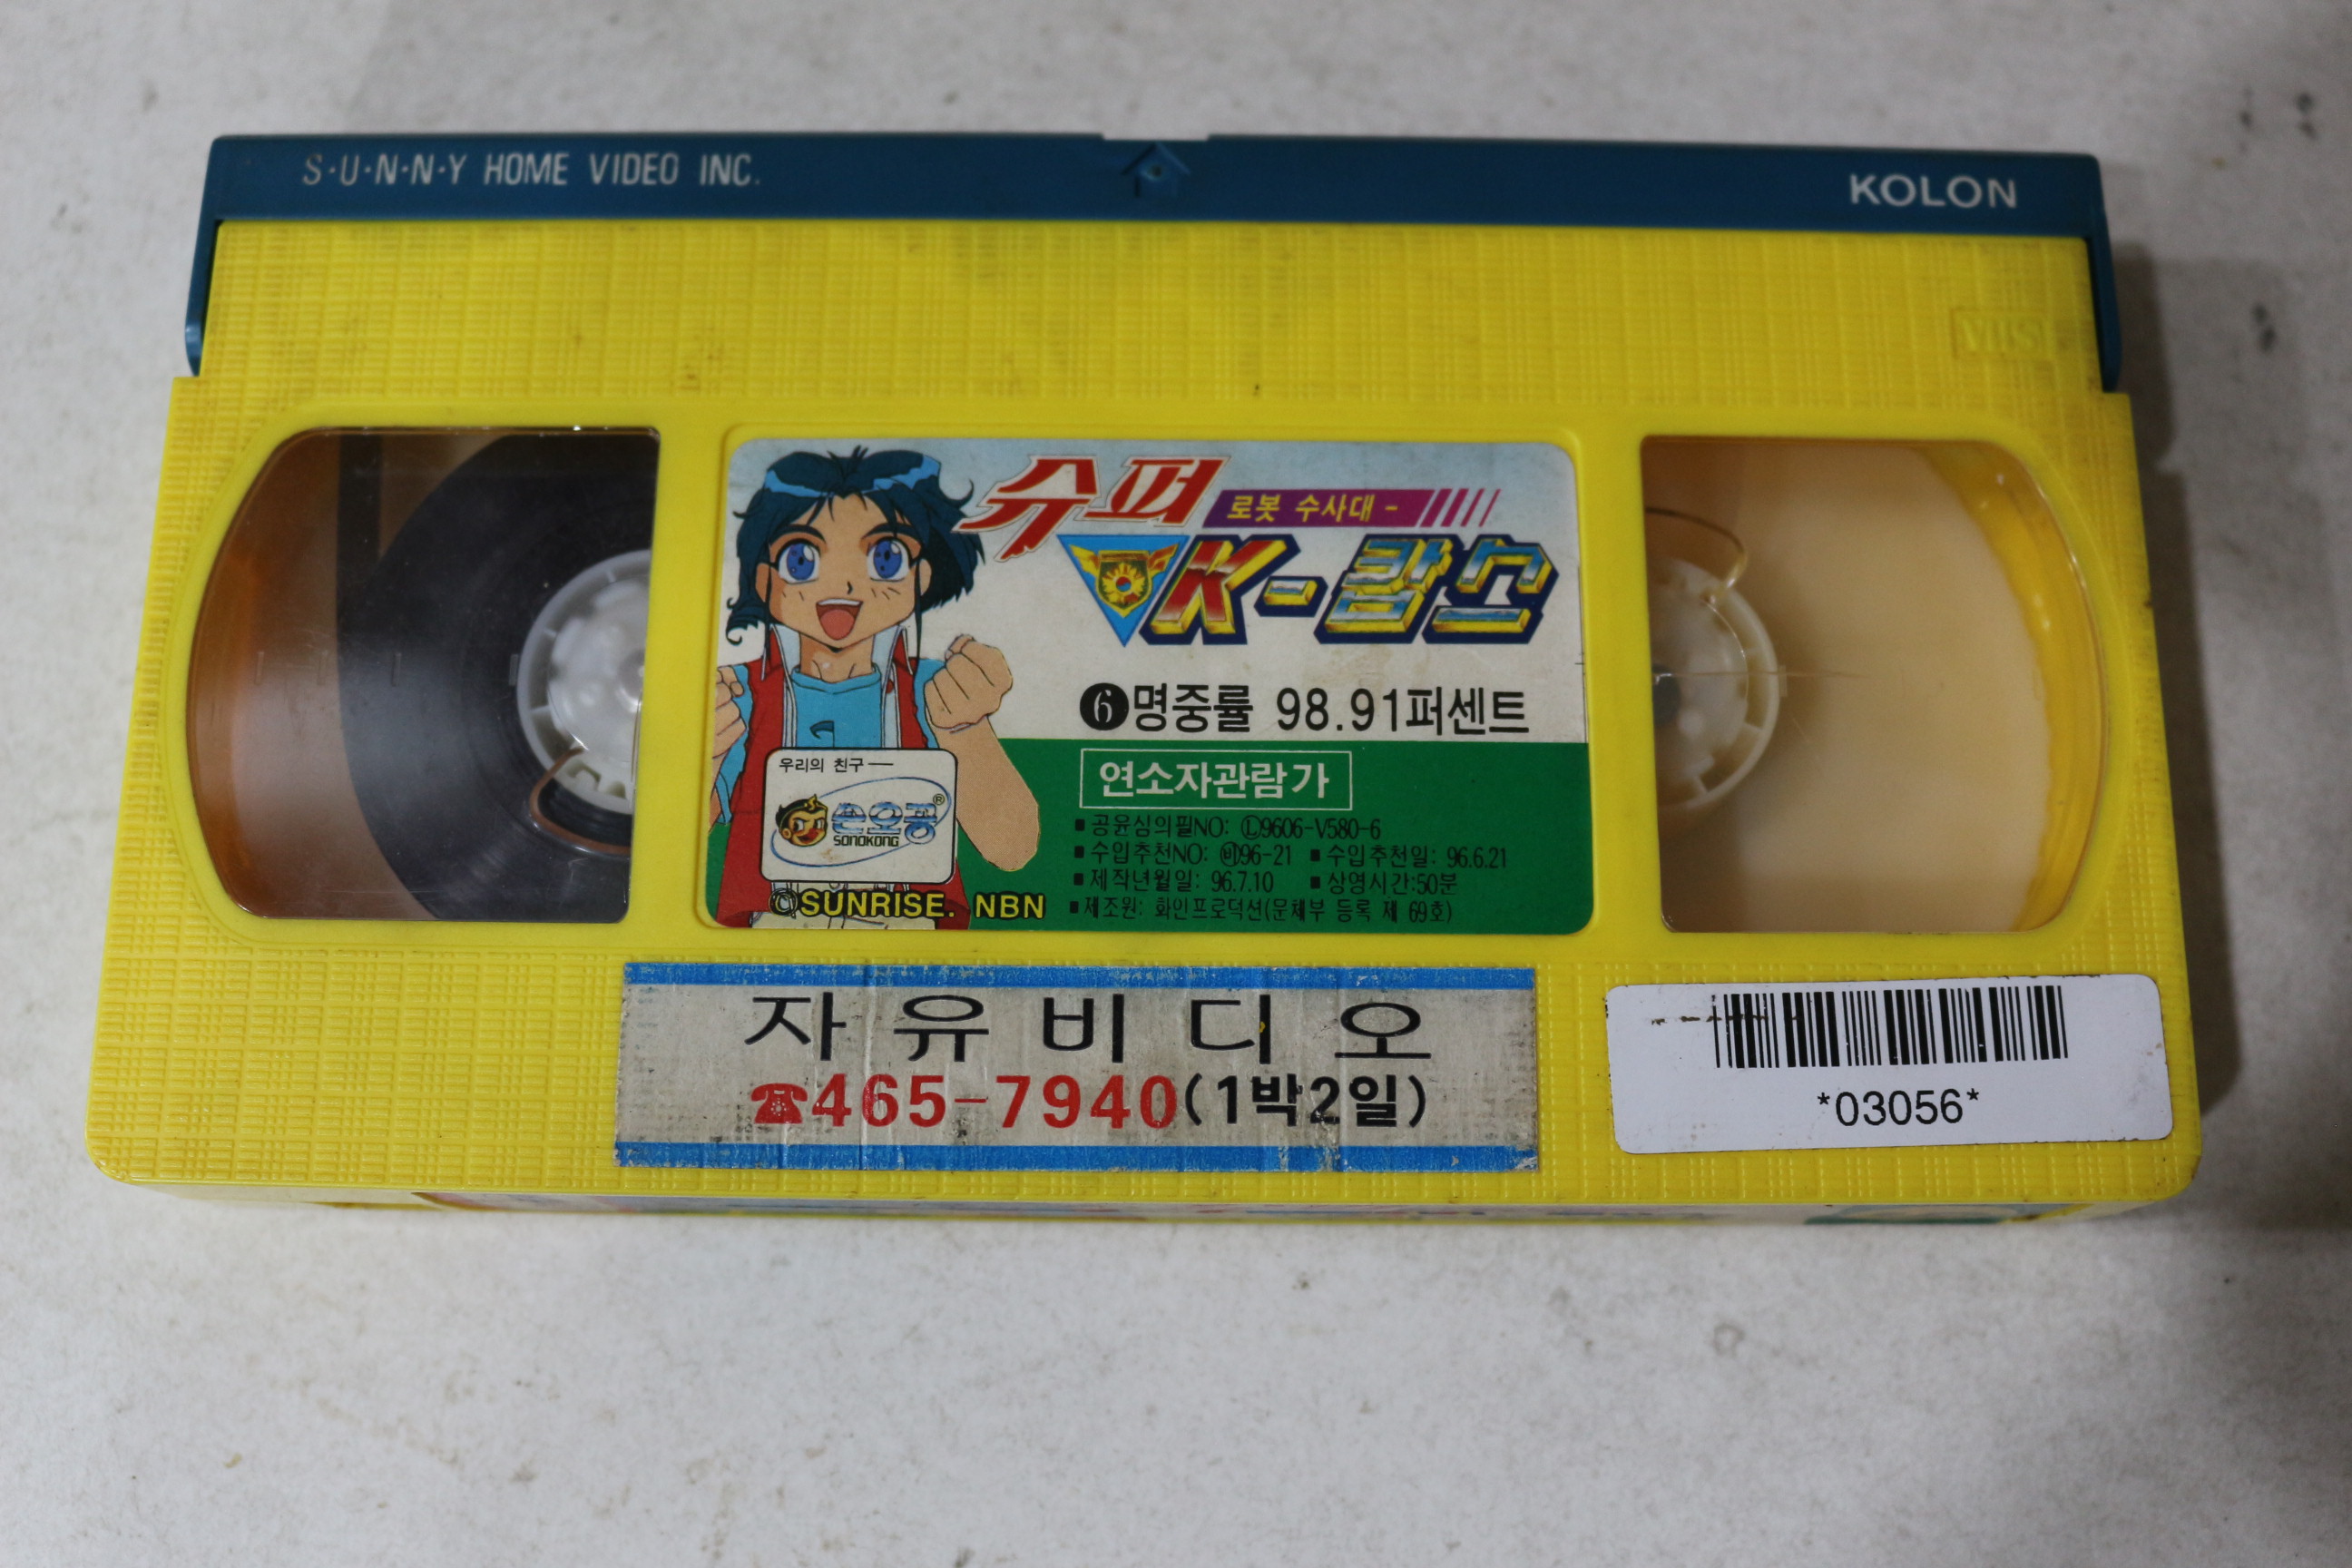 S·U·N·N·Y HOME VIDEO INC.
KOLON
VHS
슈퍼
로봇 수사대-
K-캅스
❻명중률 98.91퍼센트
우리의 친구—
손오공®
SONOKONG
연소자관람가
■공윤심의필NO: Ⓛ9606-V580-6
■수입추천NO: ㉥96-21 ■수입추천일: 96.6.21
■제작년월일: 96.7.10 ■상영시간:50분
■제조원: 화인프로덕션(문체부 등록 제 69호)
©SUNRISE. NBN
자유비디오
☎465-7940(1박2일)
*03056*